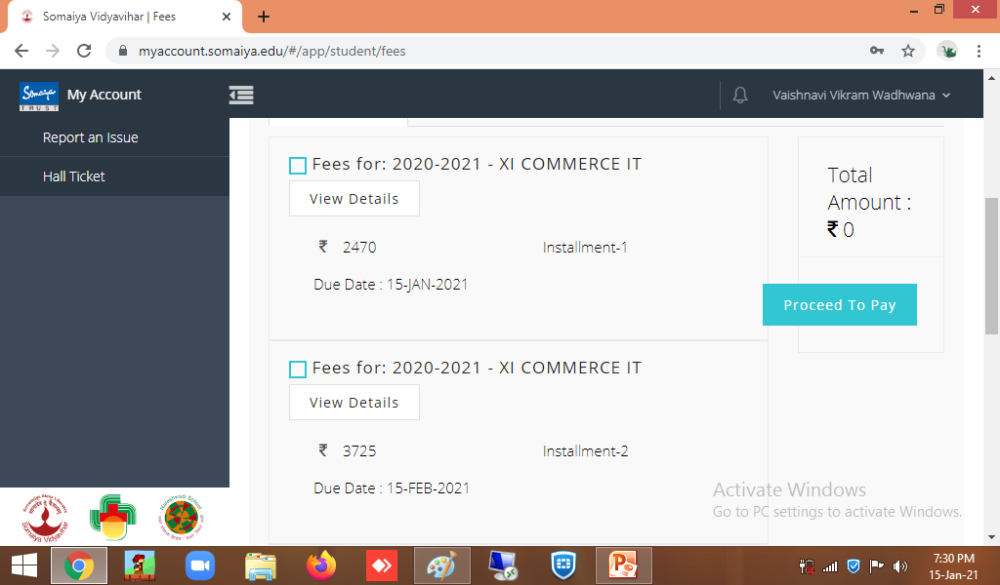 Somaiya Vidyavihar | Fees
myaccount.somaiya.edu/#/app/student/fees
Somaiya
TRUST
My Account
Vaishnavi Vikram Wadhwana
Report an Issue
Hall Ticket
Fees for: 2020-2021 - XI COMMERCE IT
View Details
₹ 2470 Installment-1
Due Date : 15-JAN-2021
Total
Amount :
₹ 0
Proceed To Pay
Fees for: 2020-2021 - XI COMMERCE IT
View Details
₹ 3725 Installment-2
Due Date : 15-FEB-2021
Activate Windows
Go to PC settings to activate Windows.
Somaiya Vidyavihar
7:30 PM
15-Jan-21